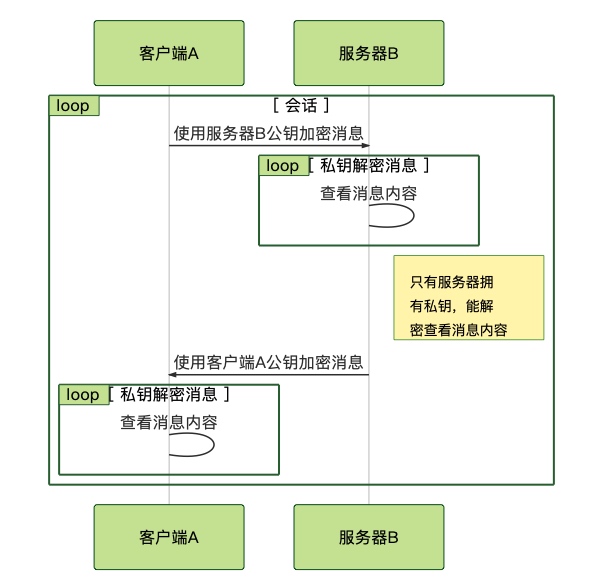 客户端A
服务器B
loop
[ 会话 ]
使用服务器B公钥加密消息
loop
[ 私钥解密消息 ]
查看消息内容
只有服务器拥
有私钥，能解
密查看消息内容
使用客户端A公钥加密消息
loop
[ 私钥解密消息 ]
查看消息内容
客户端A
服务器B